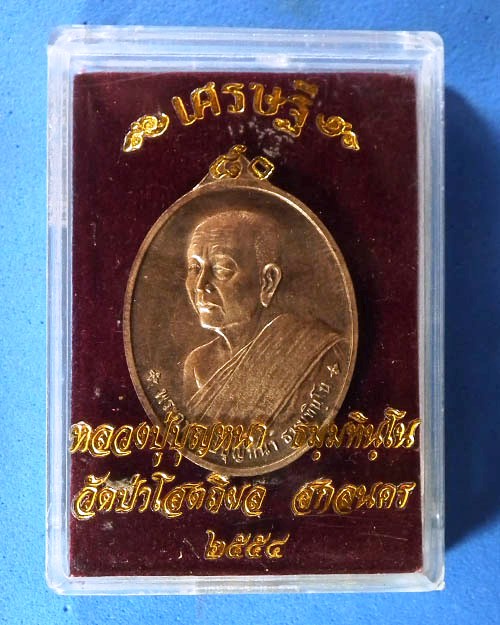 เศรษฐี
๘๐
หลวงปู่บุญหนา ธมฺมทินฺโน
วัดป่าโสตถิผล สกลนคร
๒๕๕๔